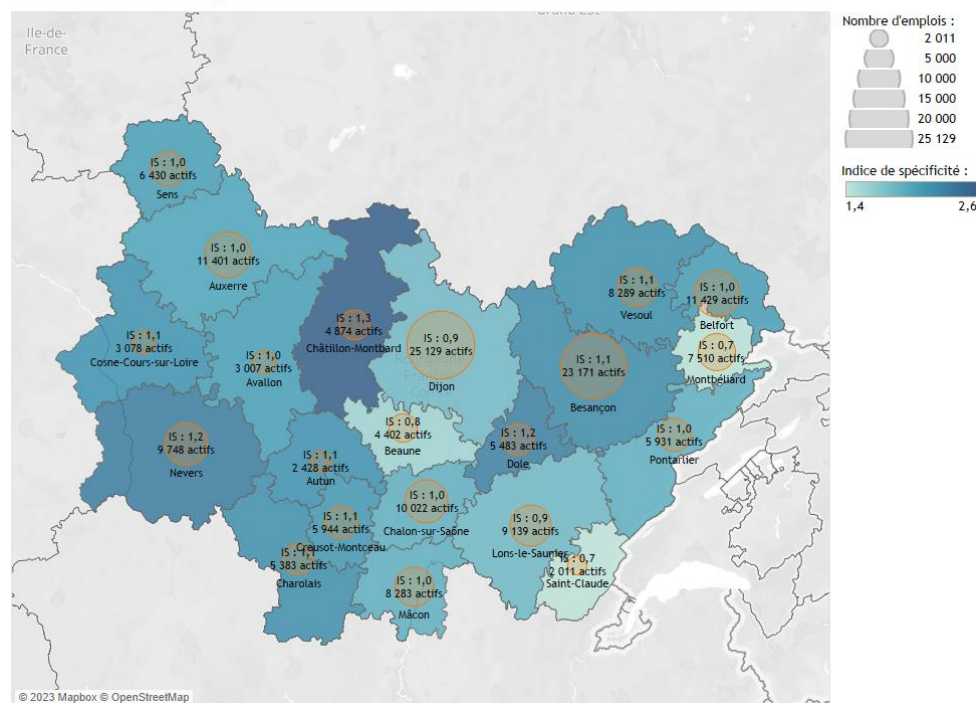 Grand Est
Ile-de-
France
IS : 1,0
6 430 actifs
Sens
IS : 1,0
11 401 actifs
Auxerre
IS : 1,1
3 078 actifs
Cosne-Cours-sur-Loire
IS : 1,0
3 007 actifs
Avallon
IS : 1,3
4 874 actifs
Châtillon-Montbard
IS : 0,9
25 129 actifs
Dijon
IS : 1,1
8 289 actifs
Vesoul
IS : 1,0
11 429 actifs
Belfort
IS : 0,7
7 510 actifs
Montbéliard
IS : 1,1
23 171 actifs
Besançon
IS : 0,8
4 402 actifs
Beaune
IS : 1,2
5 483 actifs
Dole
IS : 1,0
5 931 actifs
Pontarlier
IS : 1,2
9 748 actifs
Nevers
IS : 1,1
2 428 actifs
Autun
IS : 1,0
10 022 actifs
Chalon-sur-Saône
IS : 1,1
5 944 actifs
Creusot-Montceau
IS : 0,9
9 139 actifs
Lons-le-Saunier
IS : 1,1
5 383 actifs
Charolais
IS : 0,7
2 011 actifs
Saint-Claude
IS : 1,0
8 283 actifs
Mâcon
© 2023 Mapbox © OpenStreetMap
Nombre d'emplois :
2 011
5 000
10 000
15 000
20 000
25 129
Indice de spécificité :
1,4 2,6